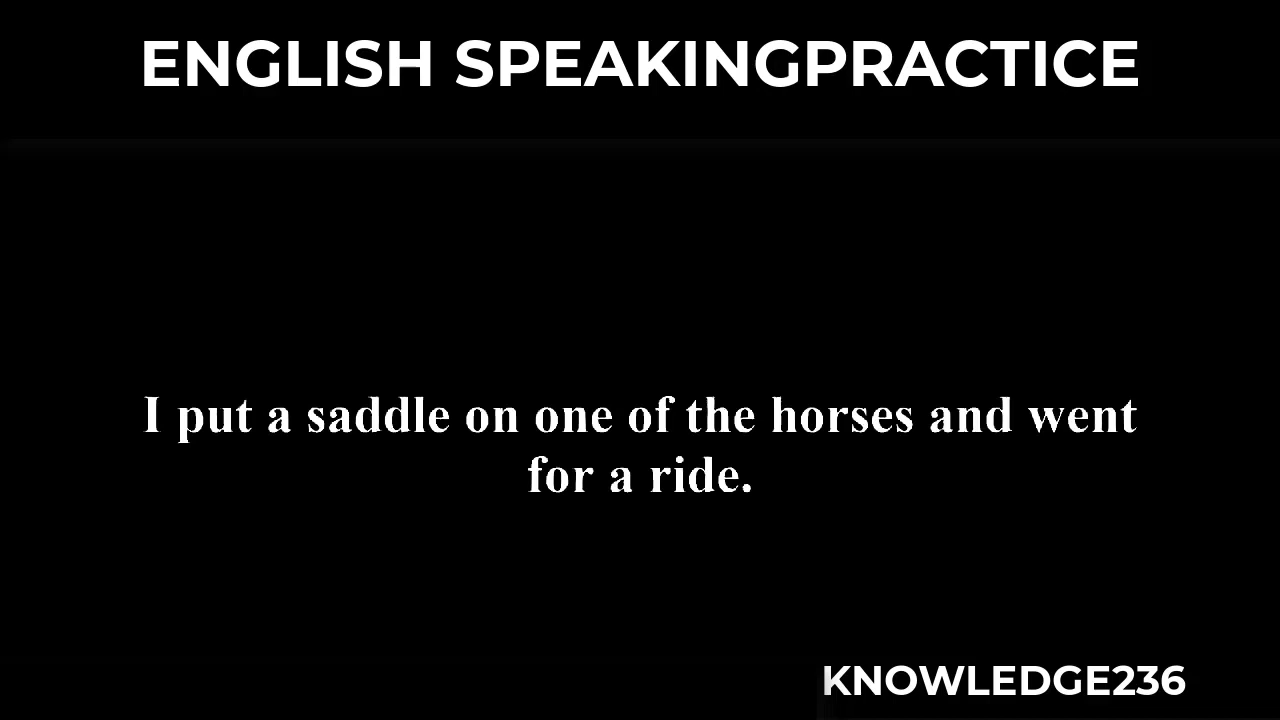 ENGLISH SPEAKINGPRACTICE
I put a saddle on one of the horses and went
for a ride.
KNOWLEDGE236